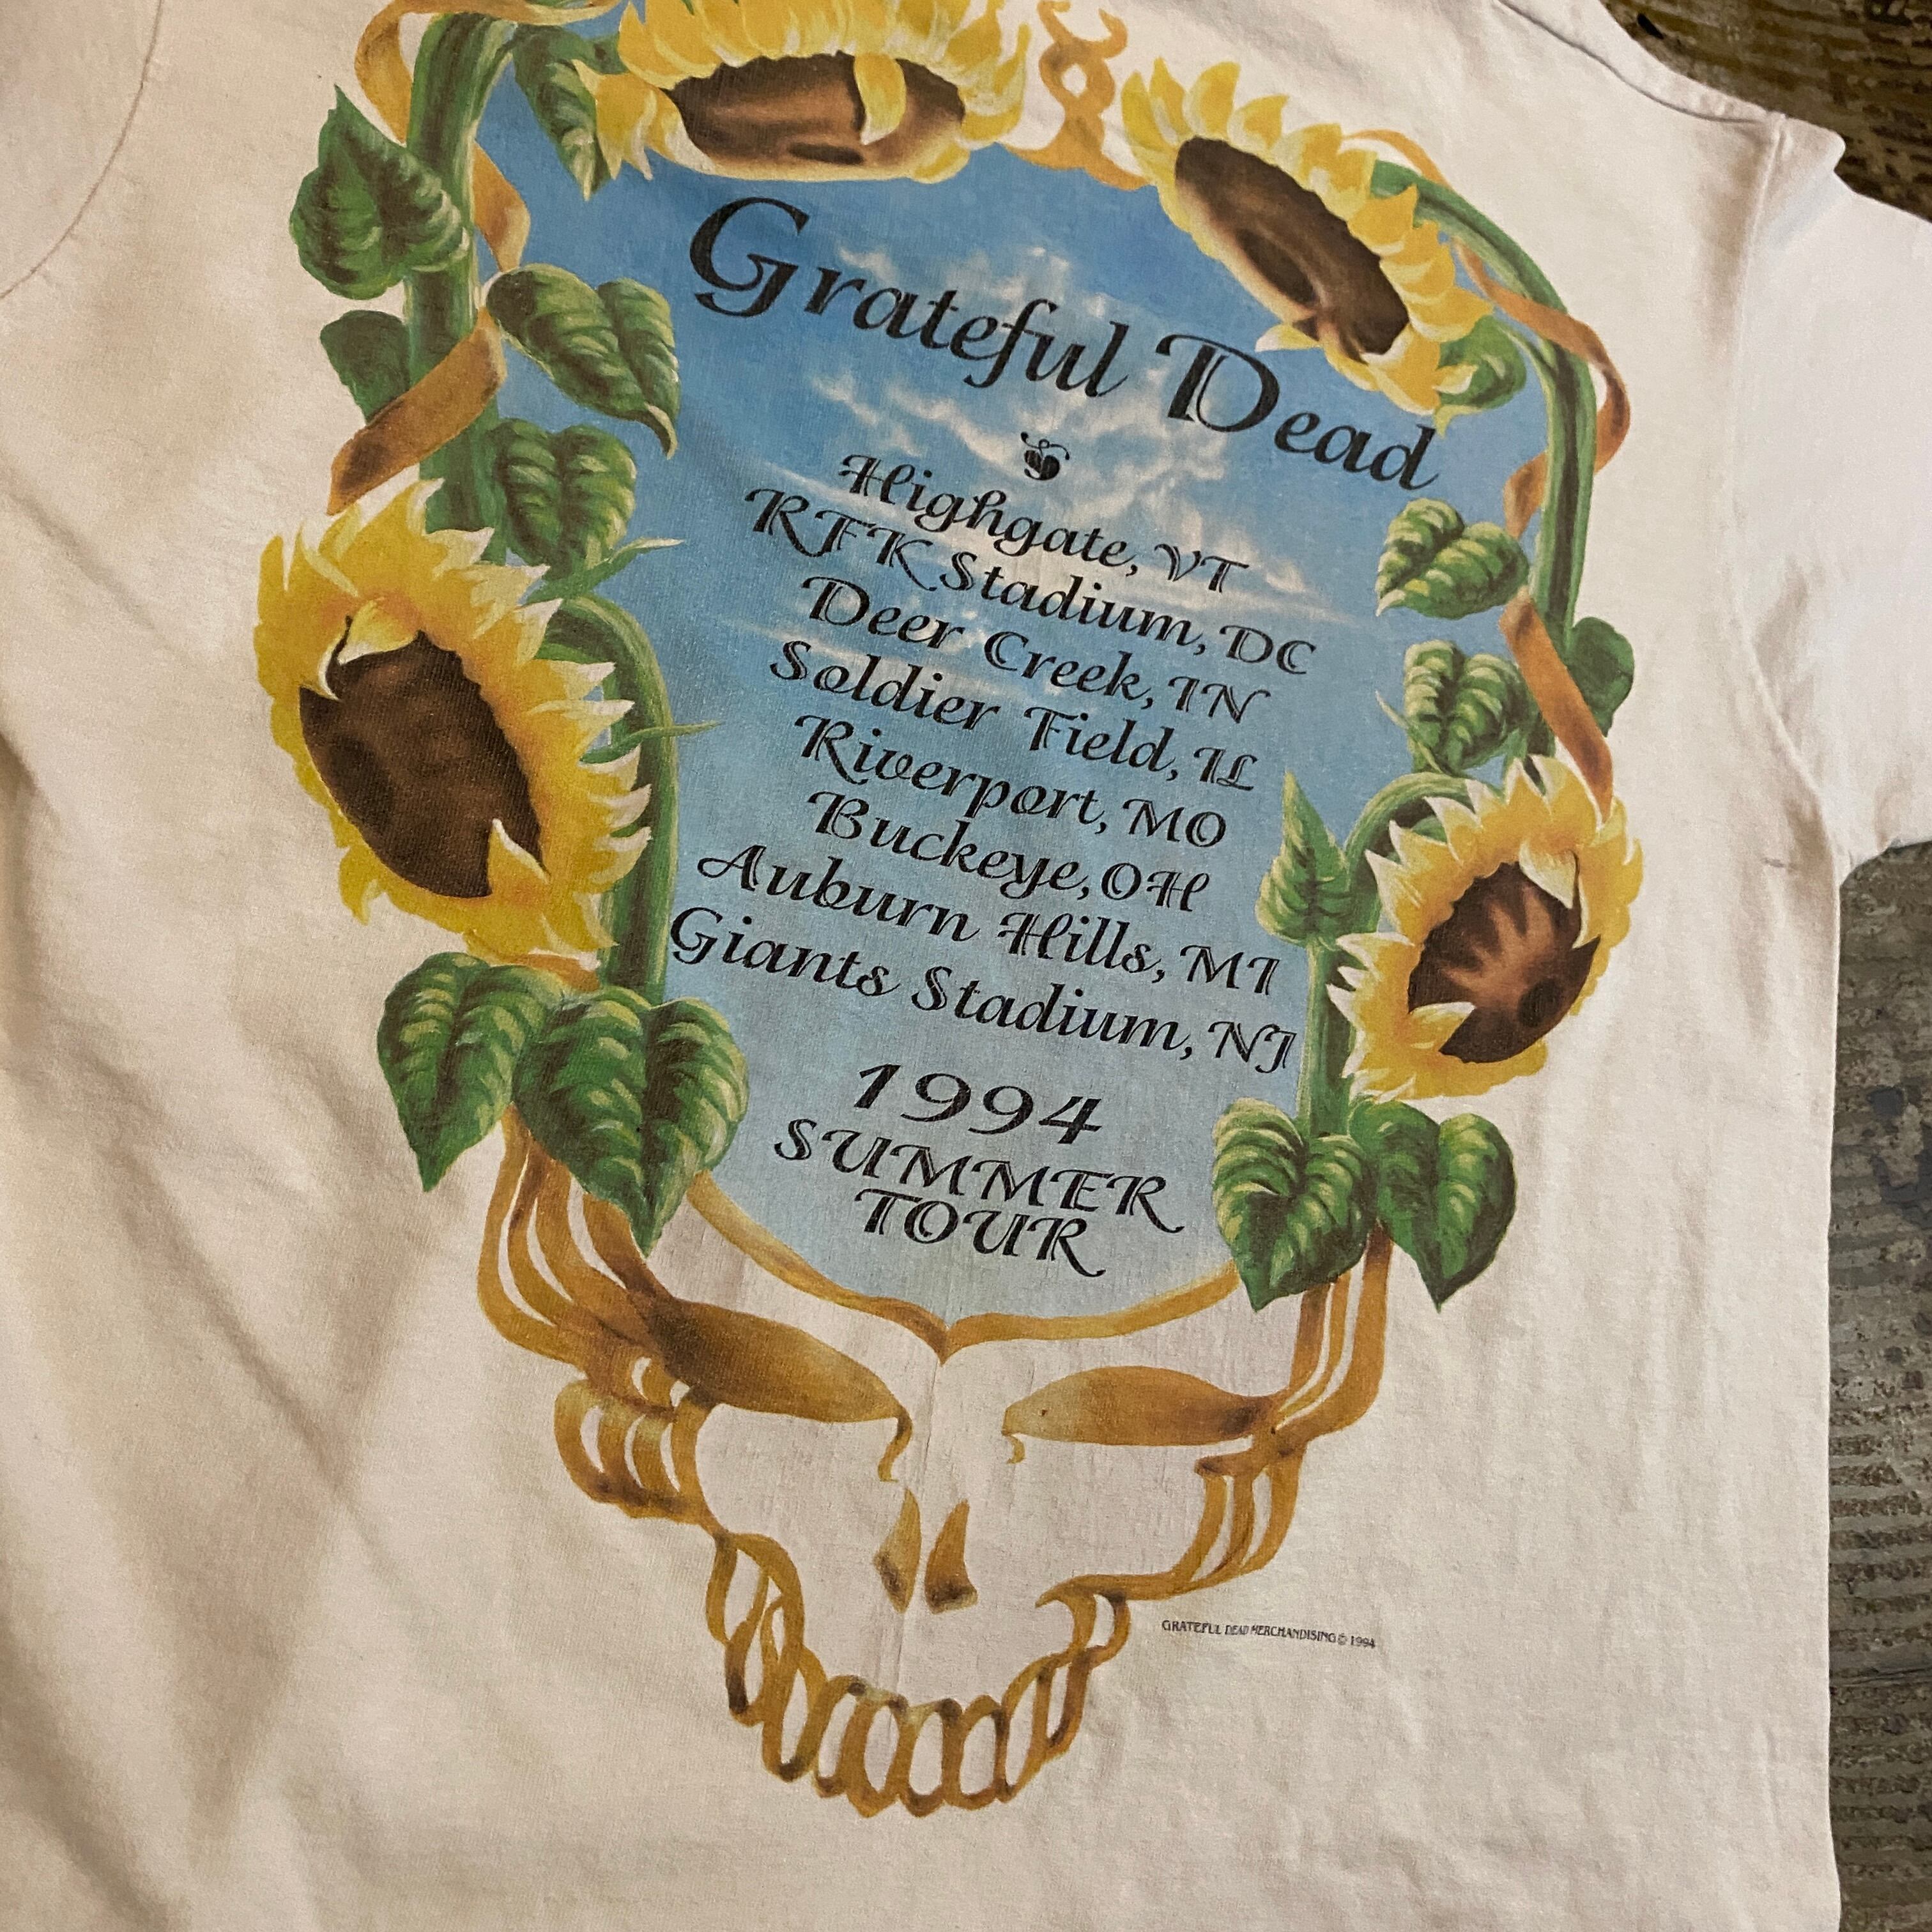 Grateful Dead
Highgate, VT
RFK Stadium, DC
Deer Creek, IN
Soldier Field, IL
Riverport, MO
Buckeye, OH
Auburn Hills, MI
Giants Stadium, NJ
1994
SUMMER
TOUR
GRATEFUL DEAD MERCHANDISING © 1994